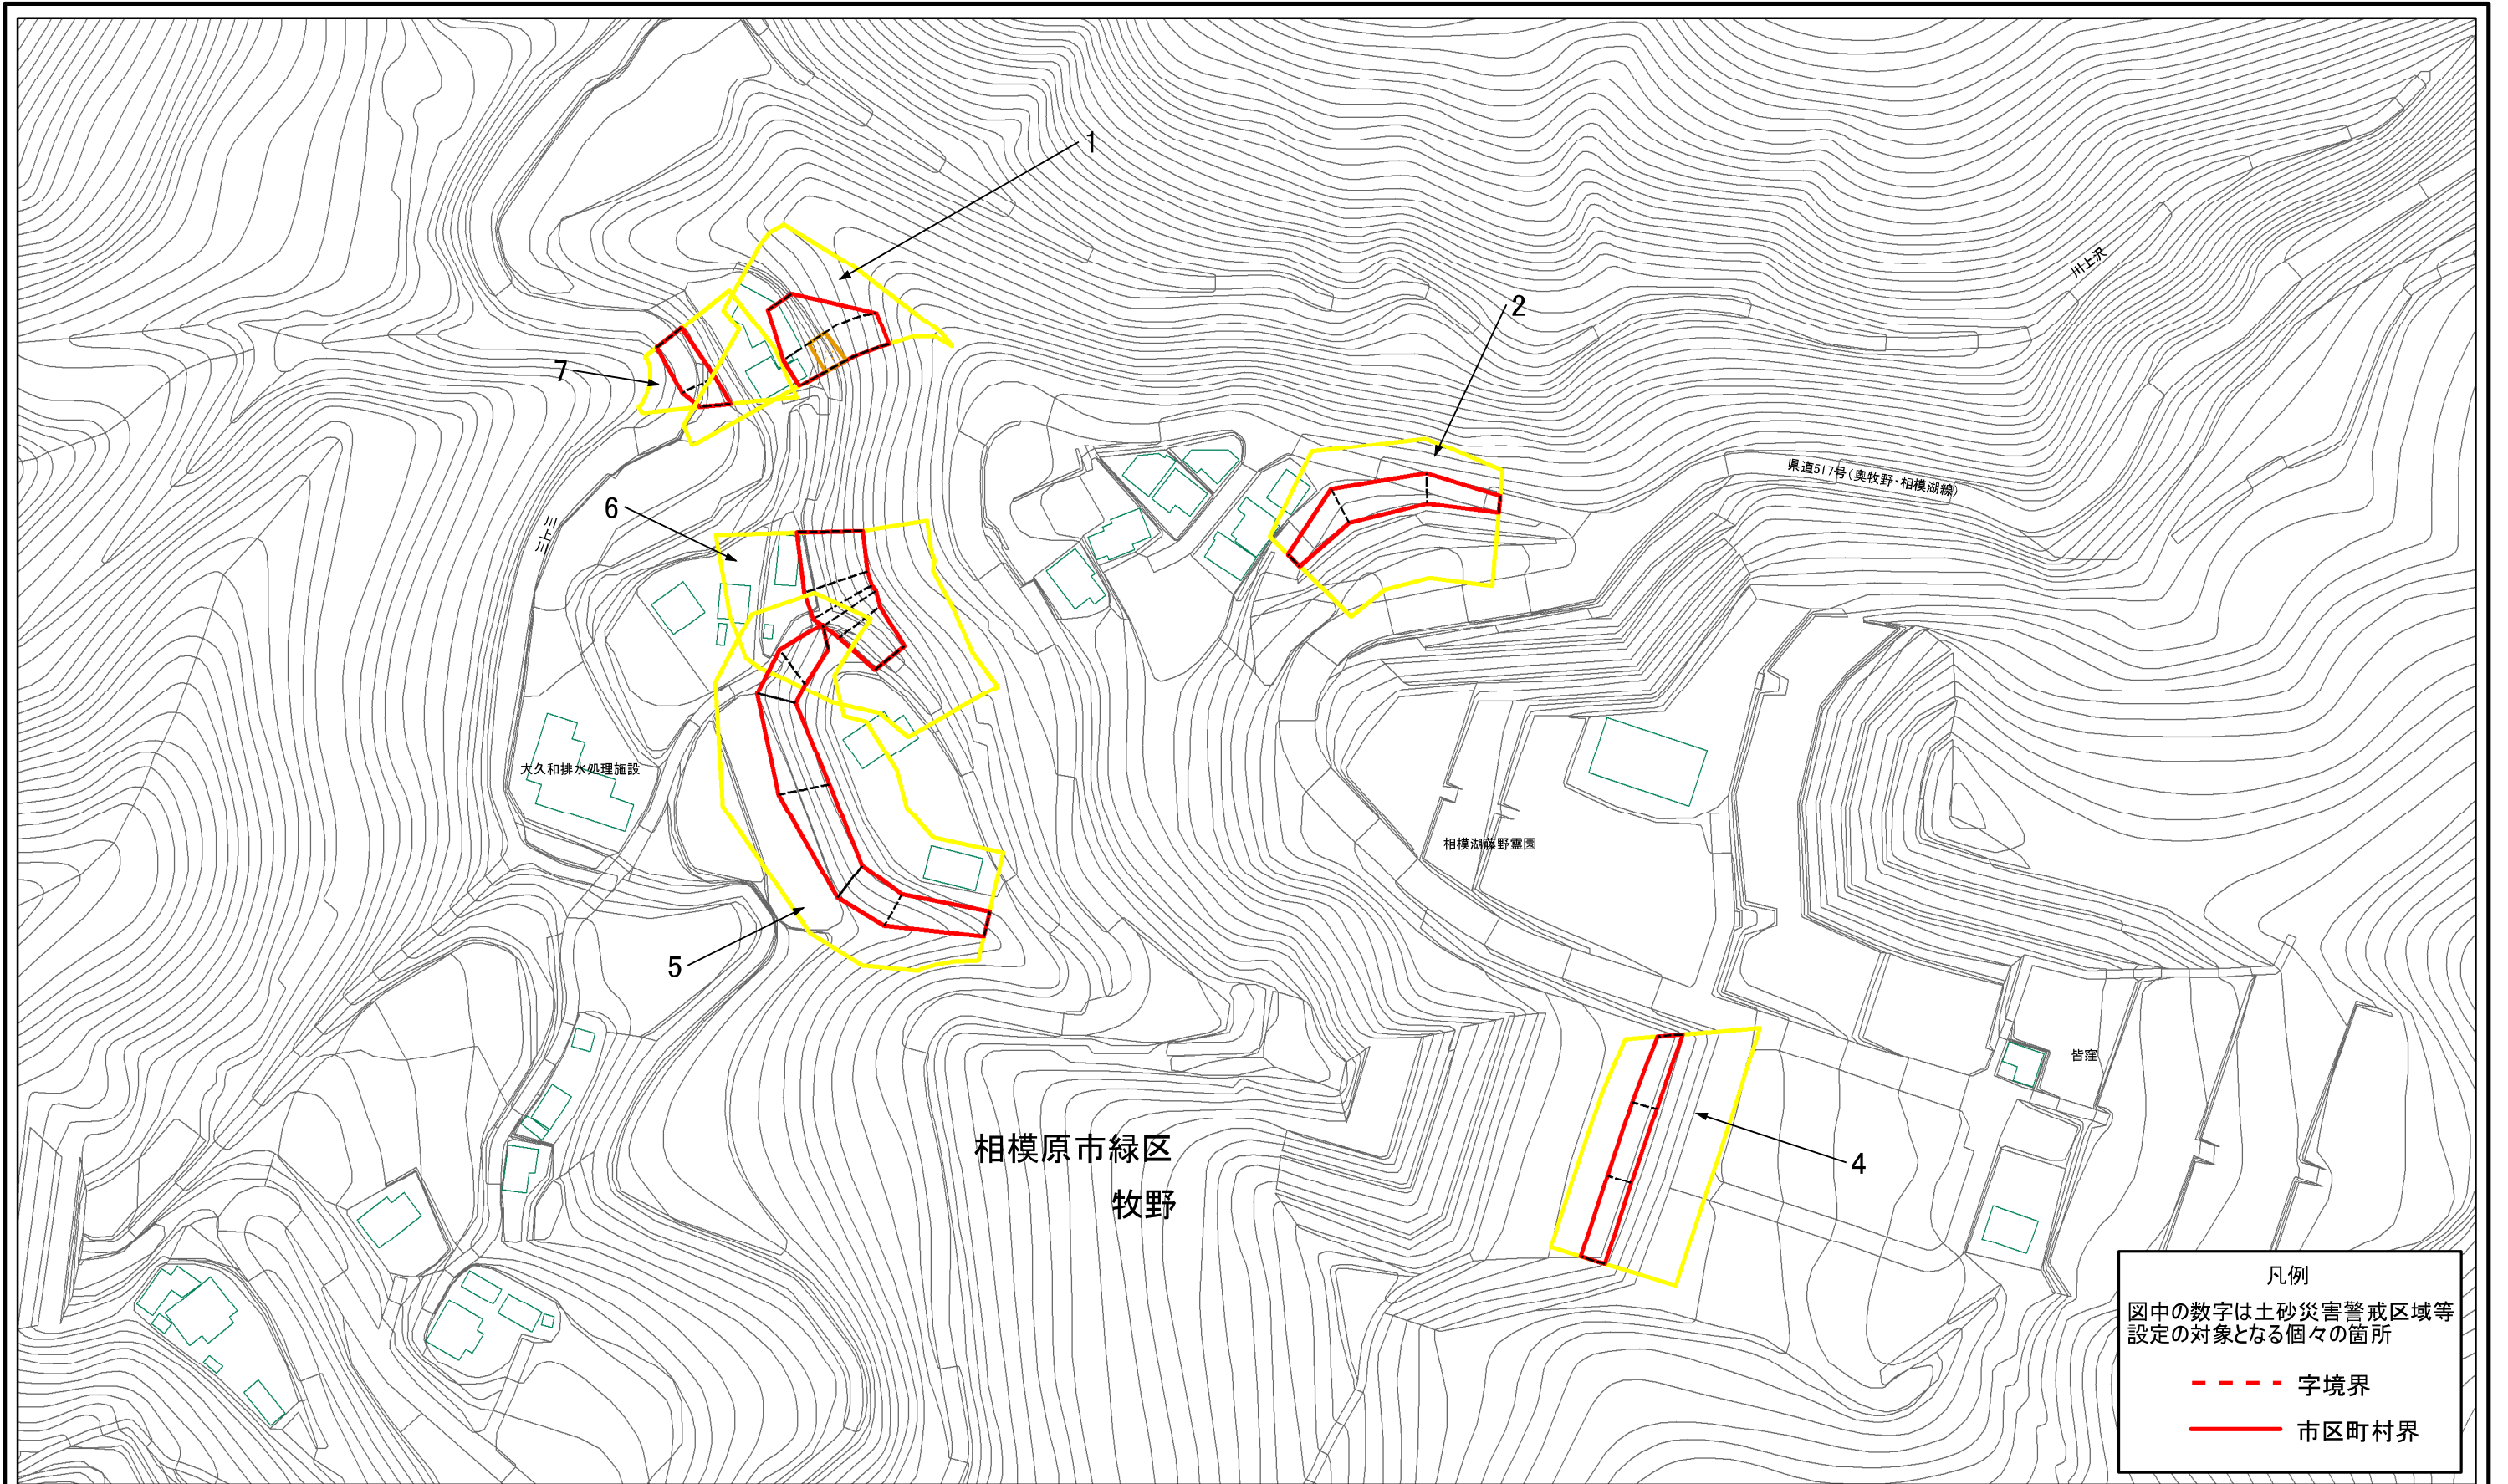 1
川上沢
2
7
県道517号(奥牧野・相模湖線)
6
川上川
大久和排水処理施設
相模湖藤野霊園
5
皆窪
相模原市緑区
牧野
4
凡例
図中の数字は土砂災害警戒区域等
設定の対象となる個々の箇所
字境界
市区町村界